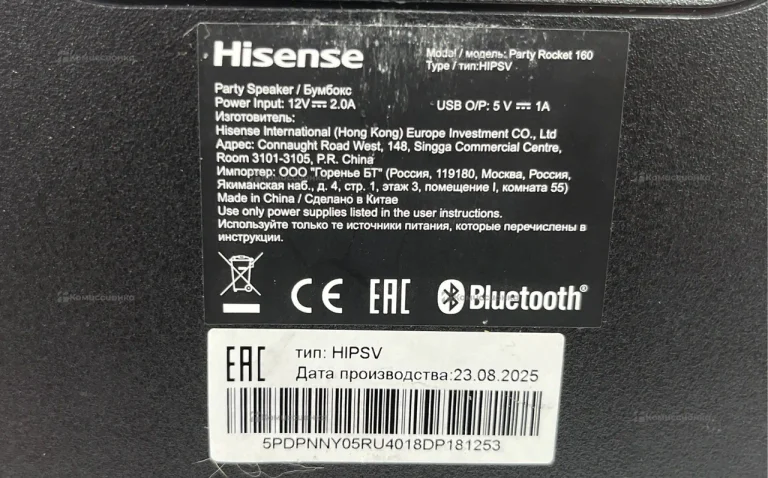 Hisense
Model / модель: Party Rocket 160
Type / тип:HIPSV
Party Speaker / Бумбокс
Power Input: 12V⎓ 2.0A
USB O/P: 5 V ⎓ 1A
Изготовитель:
Hisense International (Hong Kong) Europe Investment CO., Ltd
Адрес: Connaught Road West, 148, Singga Commercial Centre,
Room 3101-3105, P.R. China
Импортер: ООО "Горенье БТ" (Россия, 119180, Москва, Россия,
Якиманская наб., д. 4, стр. 1, этаж 3, помещение I, комната 55)
Made in China / Сделано в Китае
Use only power supplies listed in the user instructions.
Используйте только те источники питания, которые перечислены в
инструкции.
CE EAC Bluetooth®
EAC тип: HIPSV
Дата производства:23.08.2025
5PDPNNY05RU4018DP181253